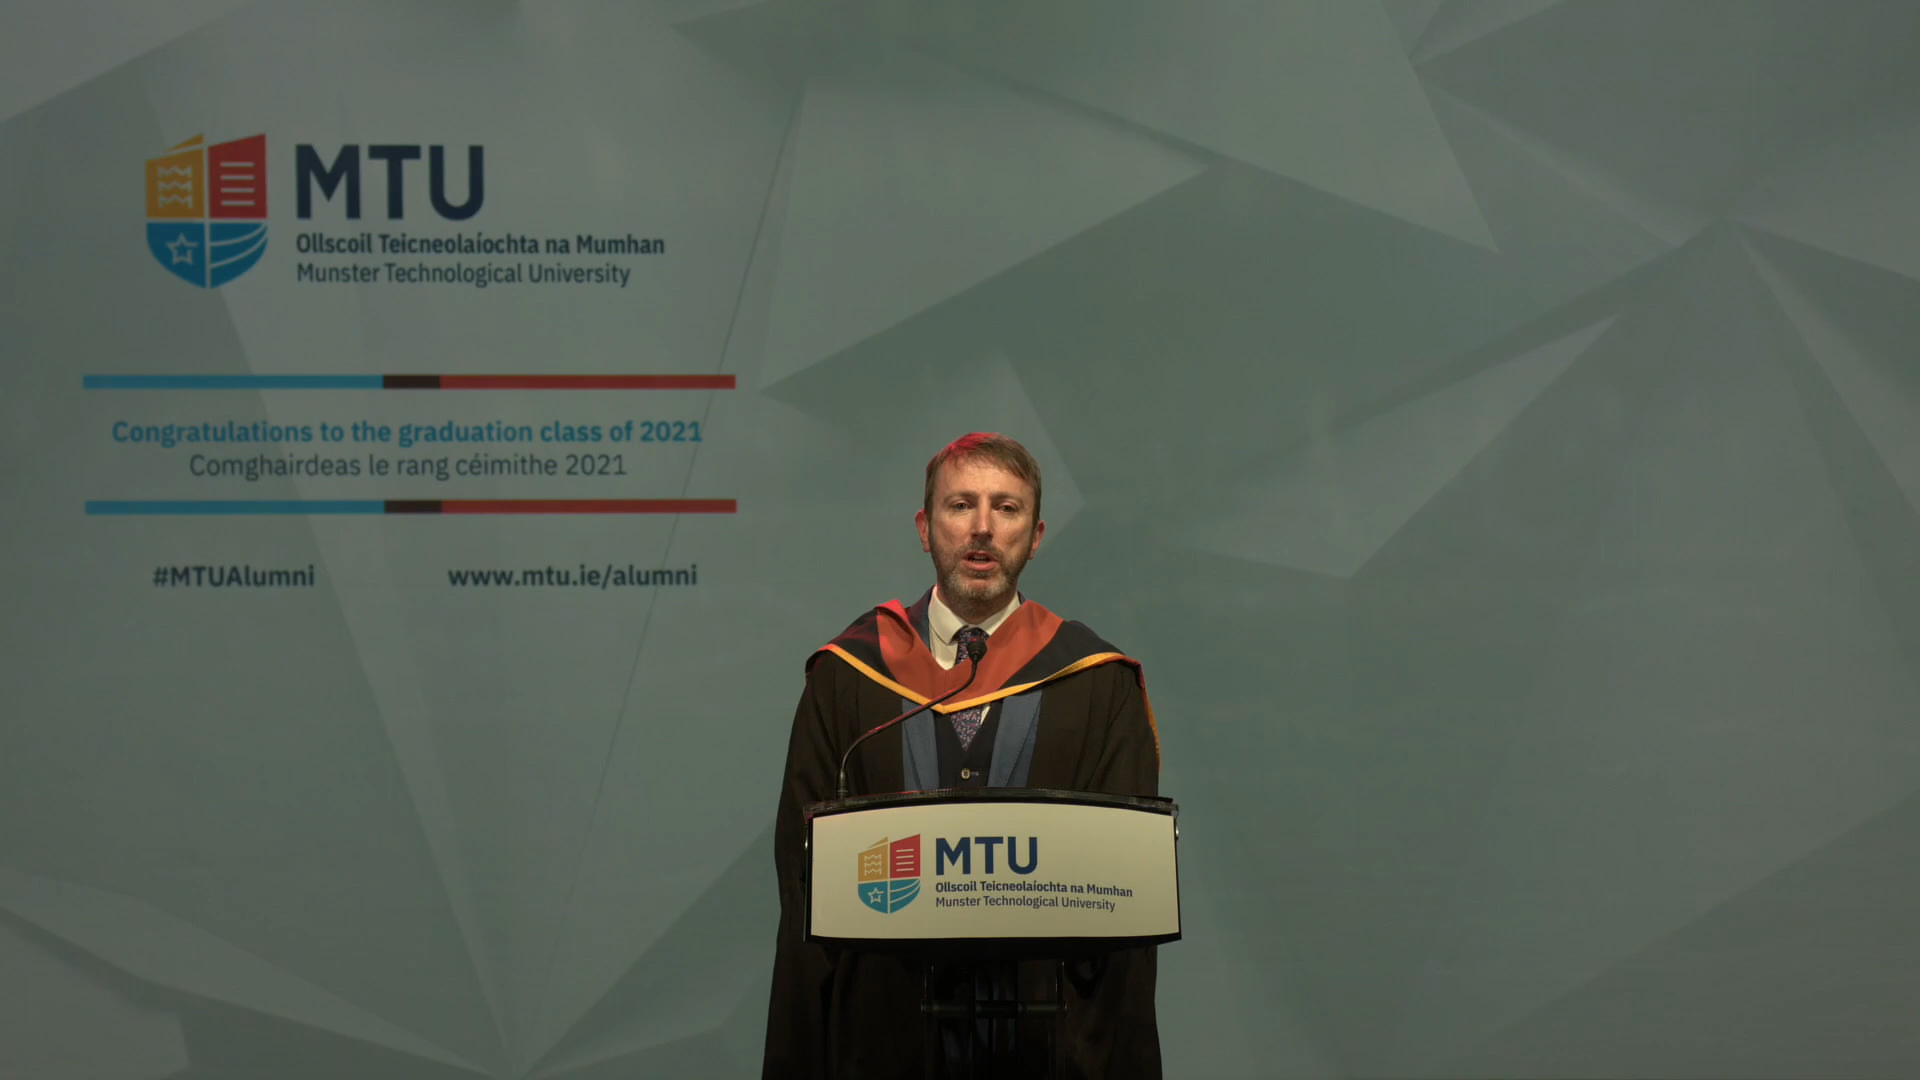 MTU
Ollscoil Teicneolaíochta na Mumhan
Munster Technological University
Congratulations to the graduation class of 2021
Comghairdeas le rang céimithe 2021
#MTUAlumni www.mtu.ie/alumni
MTU
Ollscoil Teicneolaíochta na Mumhan
Munster Technological University